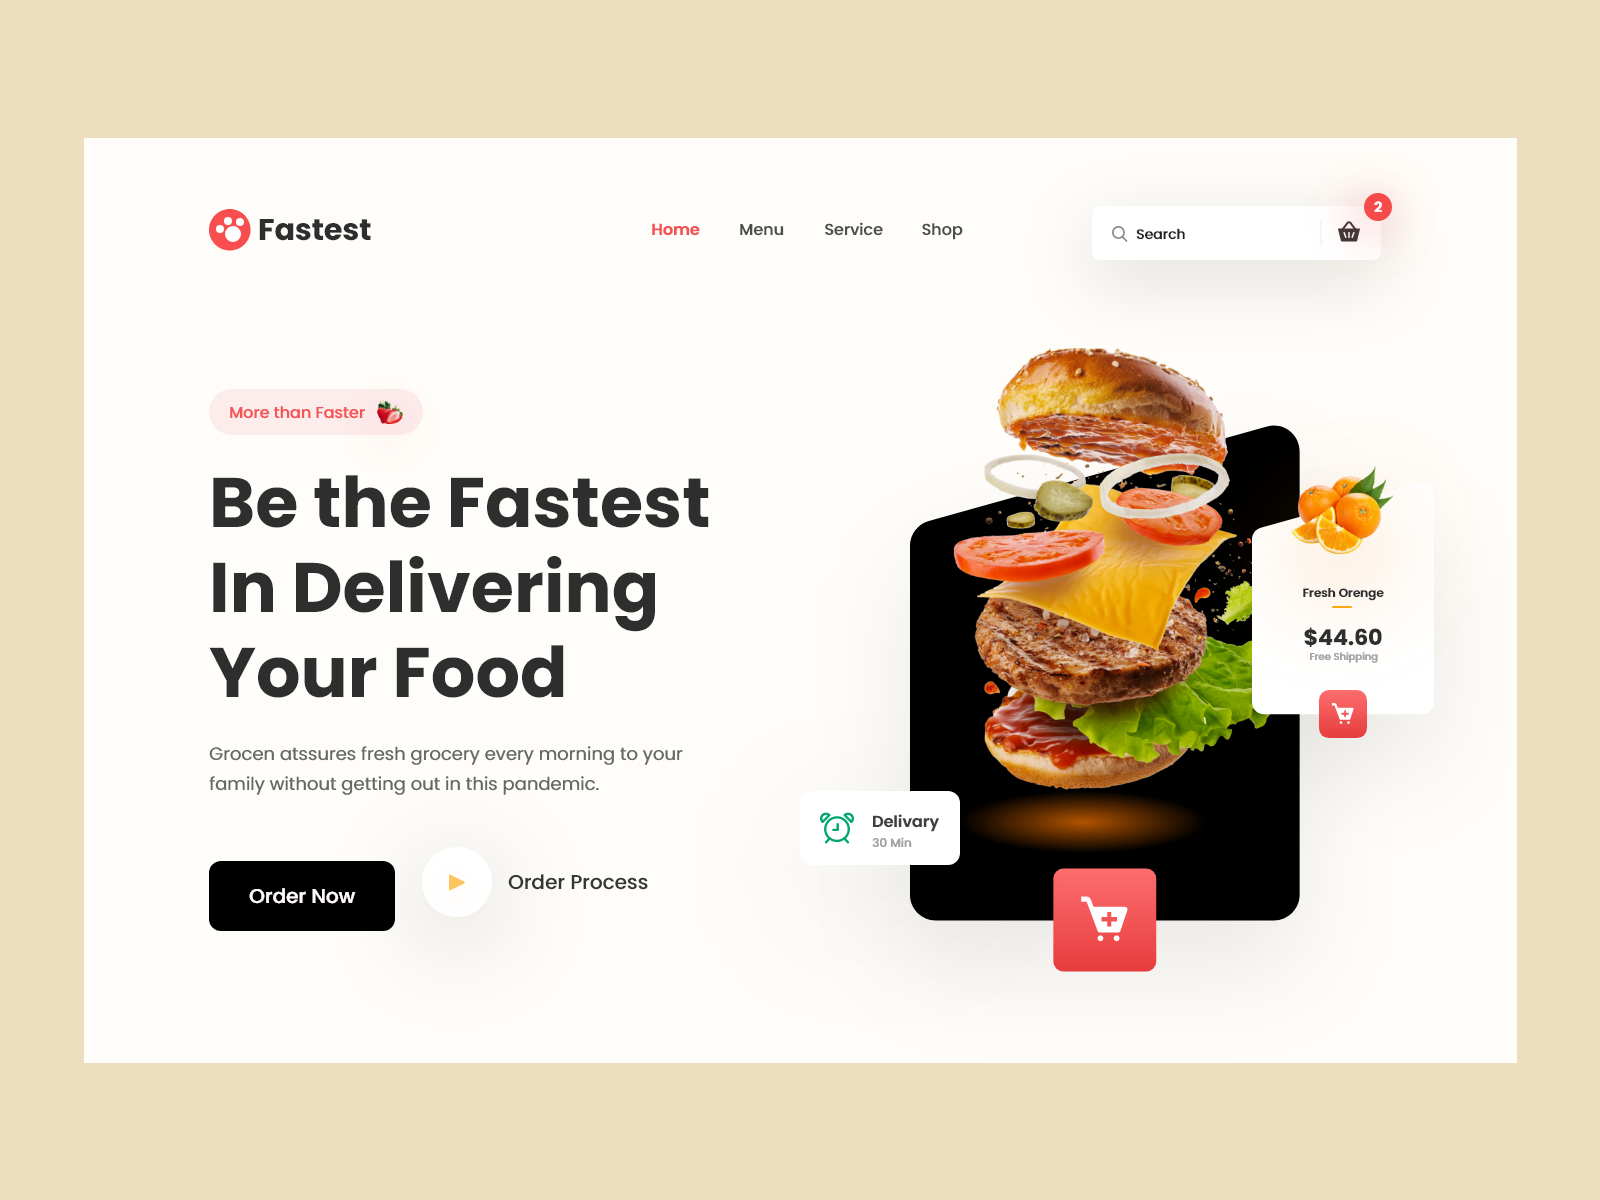 Fastest
Home
Menu
Service
Shop
Search
2
More than Faster
Be the Fastest
In Delivering
Your Food
Grocen atssures fresh grocery every morning to your
family without getting out in this pandemic.
Order Now
Order Process
Fresh Orenge
$44.60
Free Shipping
Delivary
30 Min